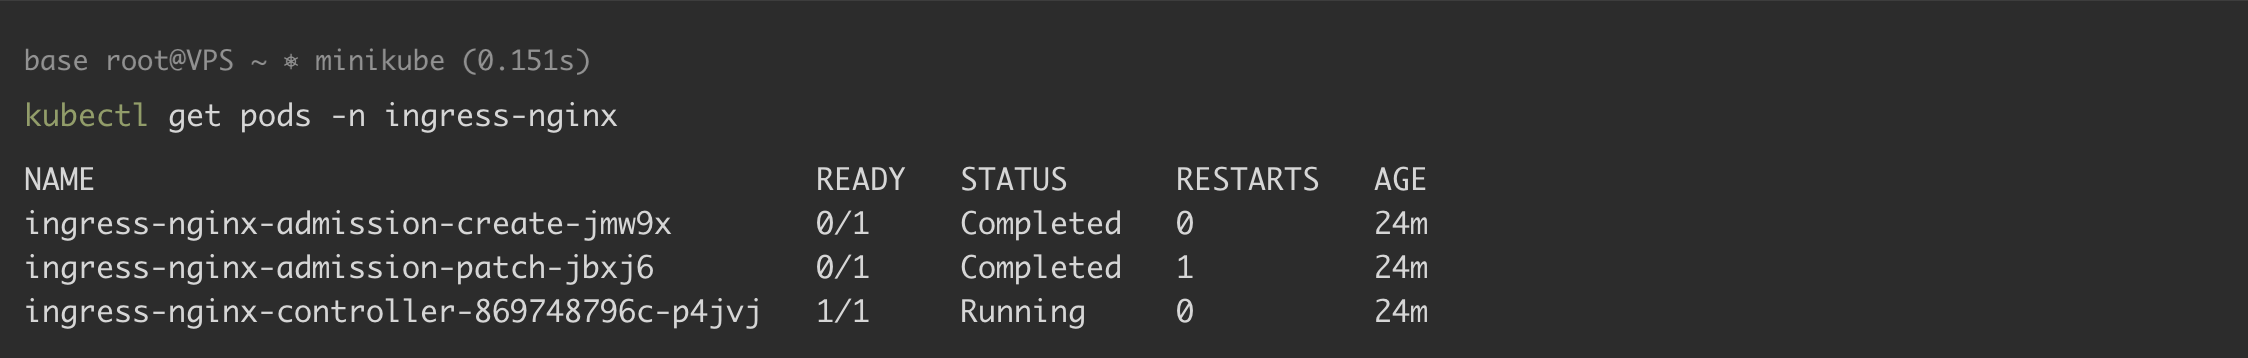 base root@VPS ~ ⎈ minikube (0.151s)
kubectl get pods -n ingress-nginx
NAME READY STATUS RESTARTS AGE
ingress-nginx-admission-create-jmw9x 0/1 Completed 0 24m
ingress-nginx-admission-patch-jbxj6 0/1 Completed 1 24m
ingress-nginx-controller-869748796c-p4jvj 1/1 Running 0 24m